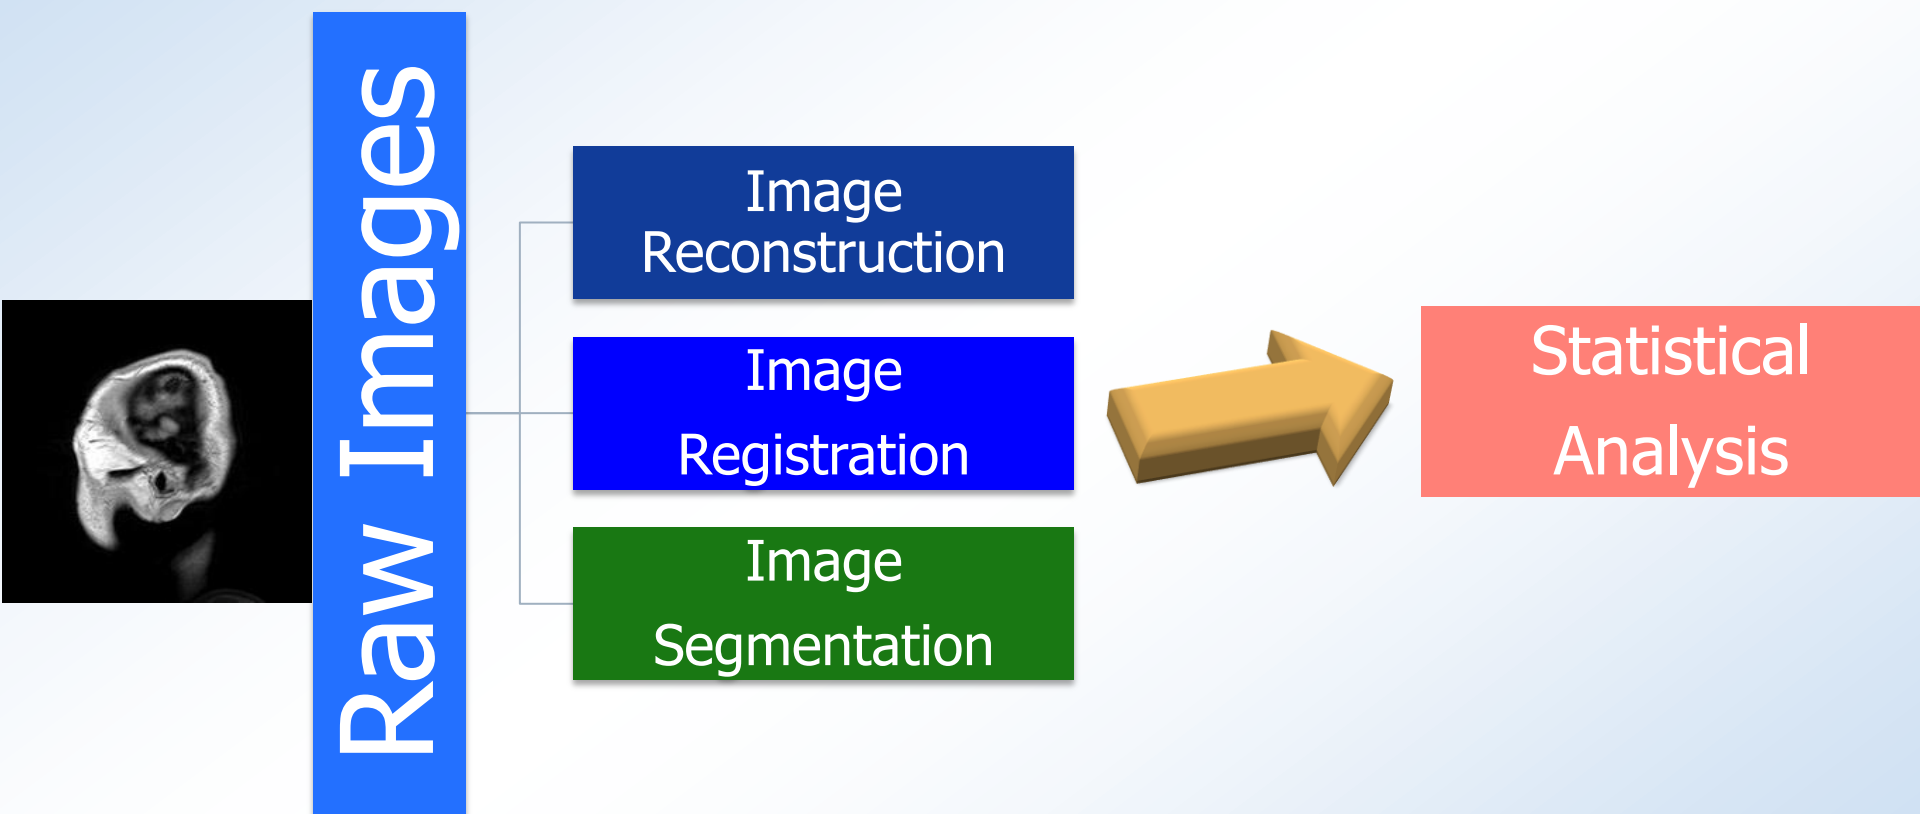 Raw Images
Image
Reconstruction
Image
Registration
Image
Segmentation
Statistical
Analysis